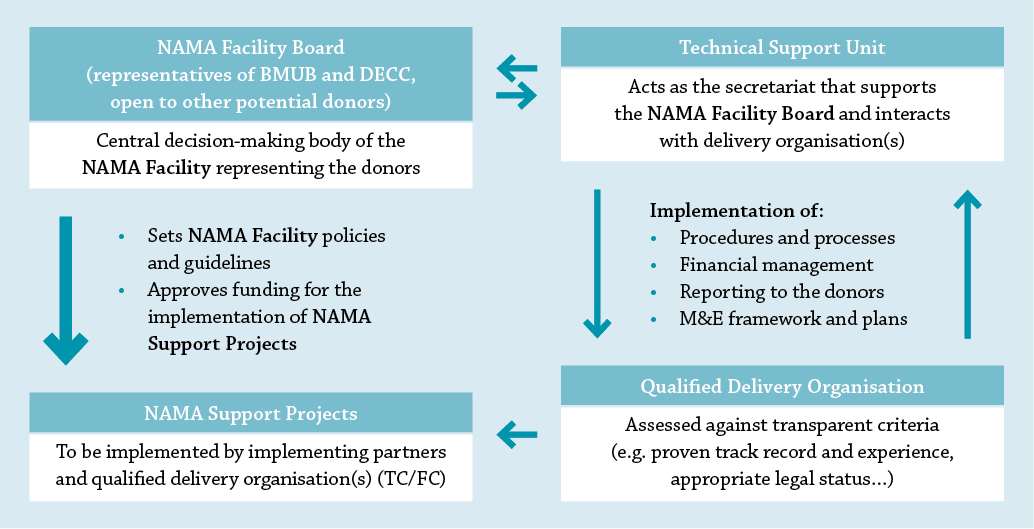 NAMA Facility Board
(representatives of BMUB and DECC,
open to other potential donors)
Central decision-making body of the
NAMA Facility representing the donors
Technical Support Unit
Acts as the secretariat that supports
the NAMA Facility Board and interacts
with delivery organisation(s)
• Sets NAMA Facility policies
and guidelines
• Approves funding for the
implementation of NAMA
Support Projects
Implementation of:
• Procedures and processes
• Financial management
• Reporting to the donors
• M&E framework and plans
NAMA Support Projects
To be implemented by implementing partners
and qualified delivery organisation(s) (TC/FC)
Qualified Delivery Organisation
Assessed against transparent criteria
(e.g. proven track record and experience,
appropriate legal status...)